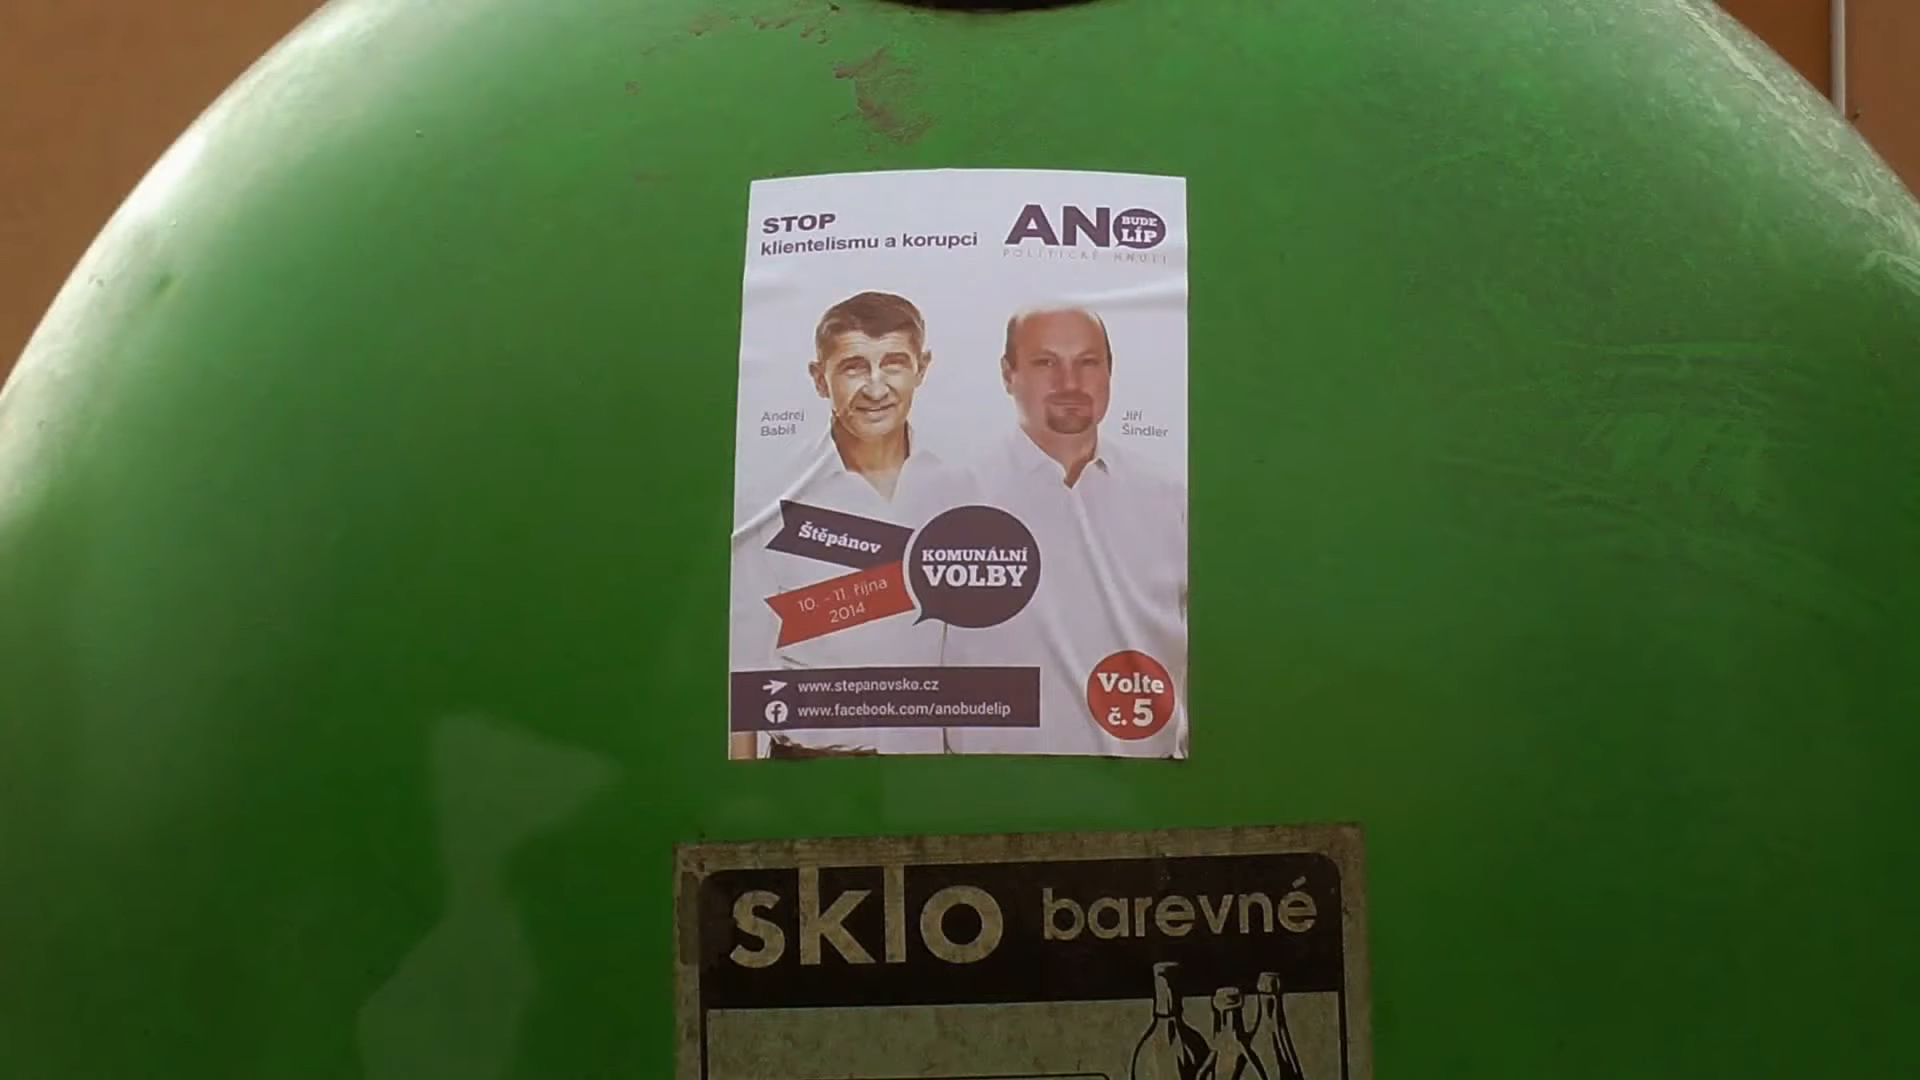 STOP
klientelismu a korupci
ANO
BUDE
LÍP
POLITICKÉ HNUTÍ
Andrej
Babiš
Jiří
Šindler
Štěpánov
10. - 11. října
2014
KOMUNÁLNÍ
VOLBY
www.stepanovsko.cz
www.facebook.com/anobudelip
Volte
č. 5
sklo barevné